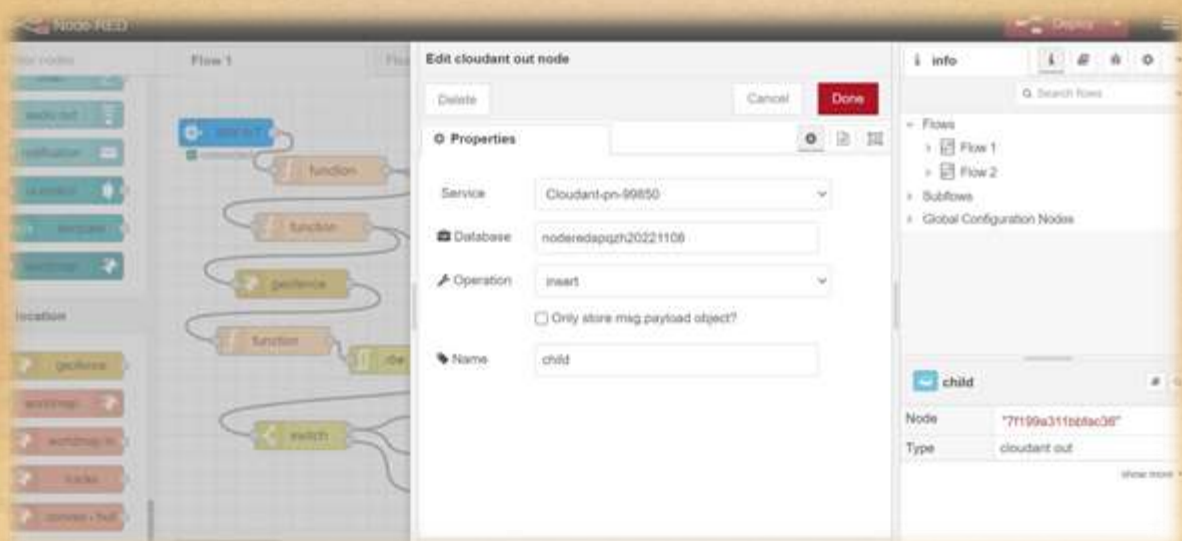 Node-RED
Deploy
Flow 1
function
function
geofence
function
switch
location
geofence
worldmap
worldmap in
tracks
convex-hull
Edit cloudant out node
Delete
Cancel
Done
Properties
Service
Cloudant-pn-99850
Database
noderedapqzh20221108
Operation
insert
Only store msg.payload object?
Name
child
info
Search flows
Flows
Flow 1
Flow 2
Subflows
Global Configuration Nodes
child
Node
Type
cloudant out
show more